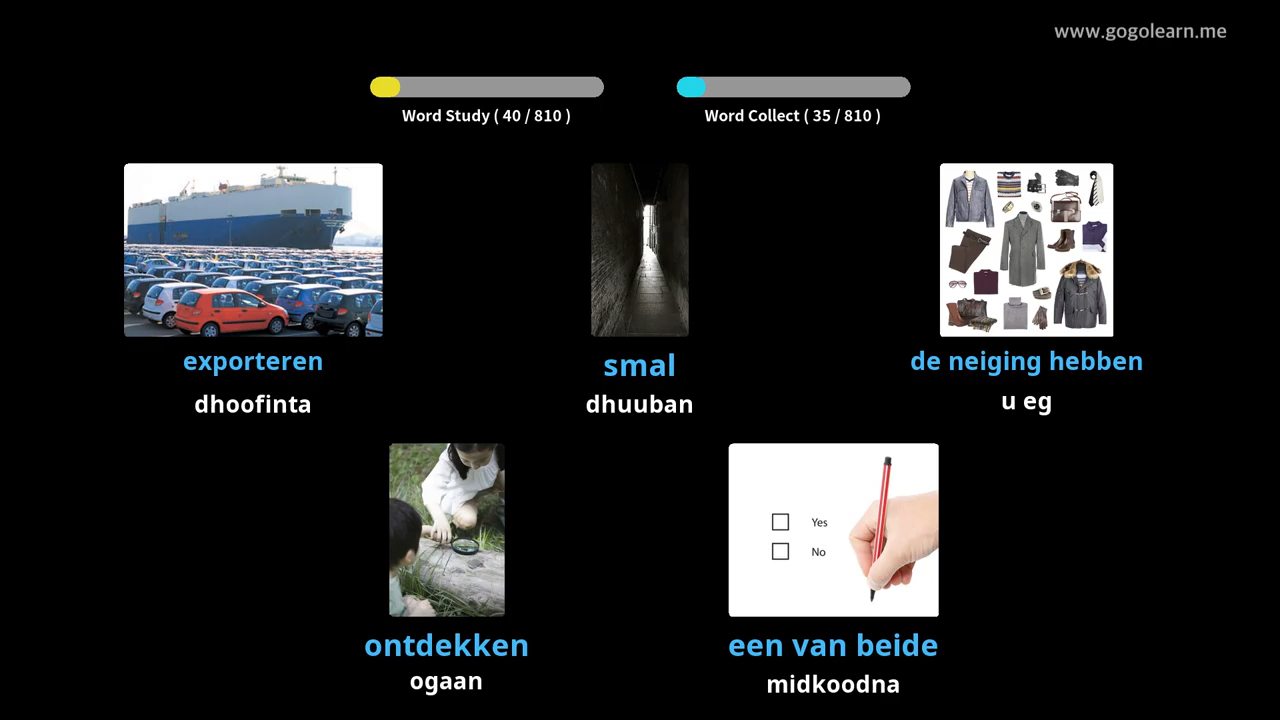 www.gogolearn.me
Word Study ( 40 / 810 )
Word Collect ( 35 / 810 )
exporteren
dhoofinta
smal
dhuuban
de neiging hebben
u eg
Yes
No
ontdekken
ogaan
een van beide
midkoodna